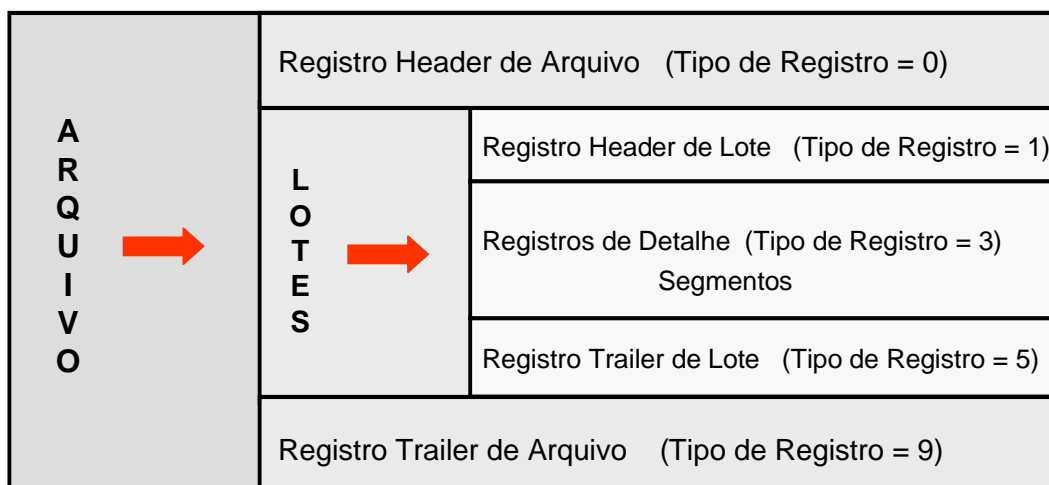 ARQUIVO
Registro Header de Arquivo (Tipo de Registro = 0)
LOTES
Registro Header de Lote (Tipo de Registro = 1)
Registros de Detalhe (Tipo de Registro = 3)
Segmentos
Registro Trailer de Lote (Tipo de Registro = 5)
Registro Trailer de Arquivo (Tipo de Registro = 9)